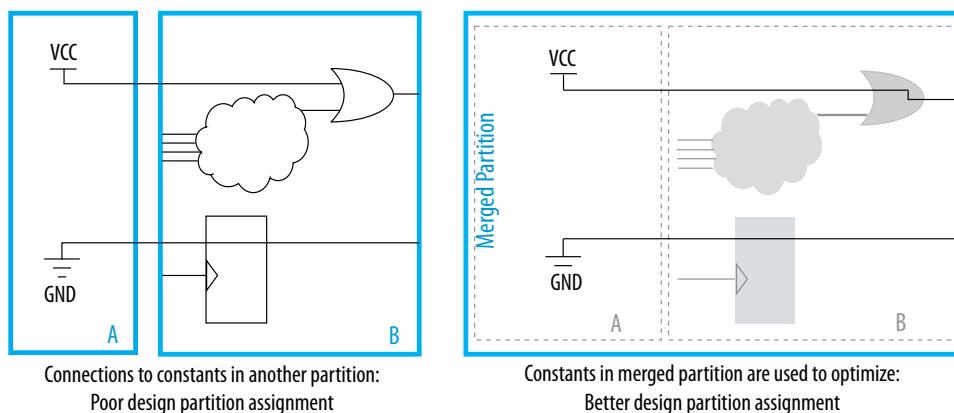 VCC
GND
A
B
Connections to constants in another partition:
Poor design partition assignment
Merged Partition
VCC
GND
A
B
Constants in merged partition are used to optimize:
Better design partition assignment